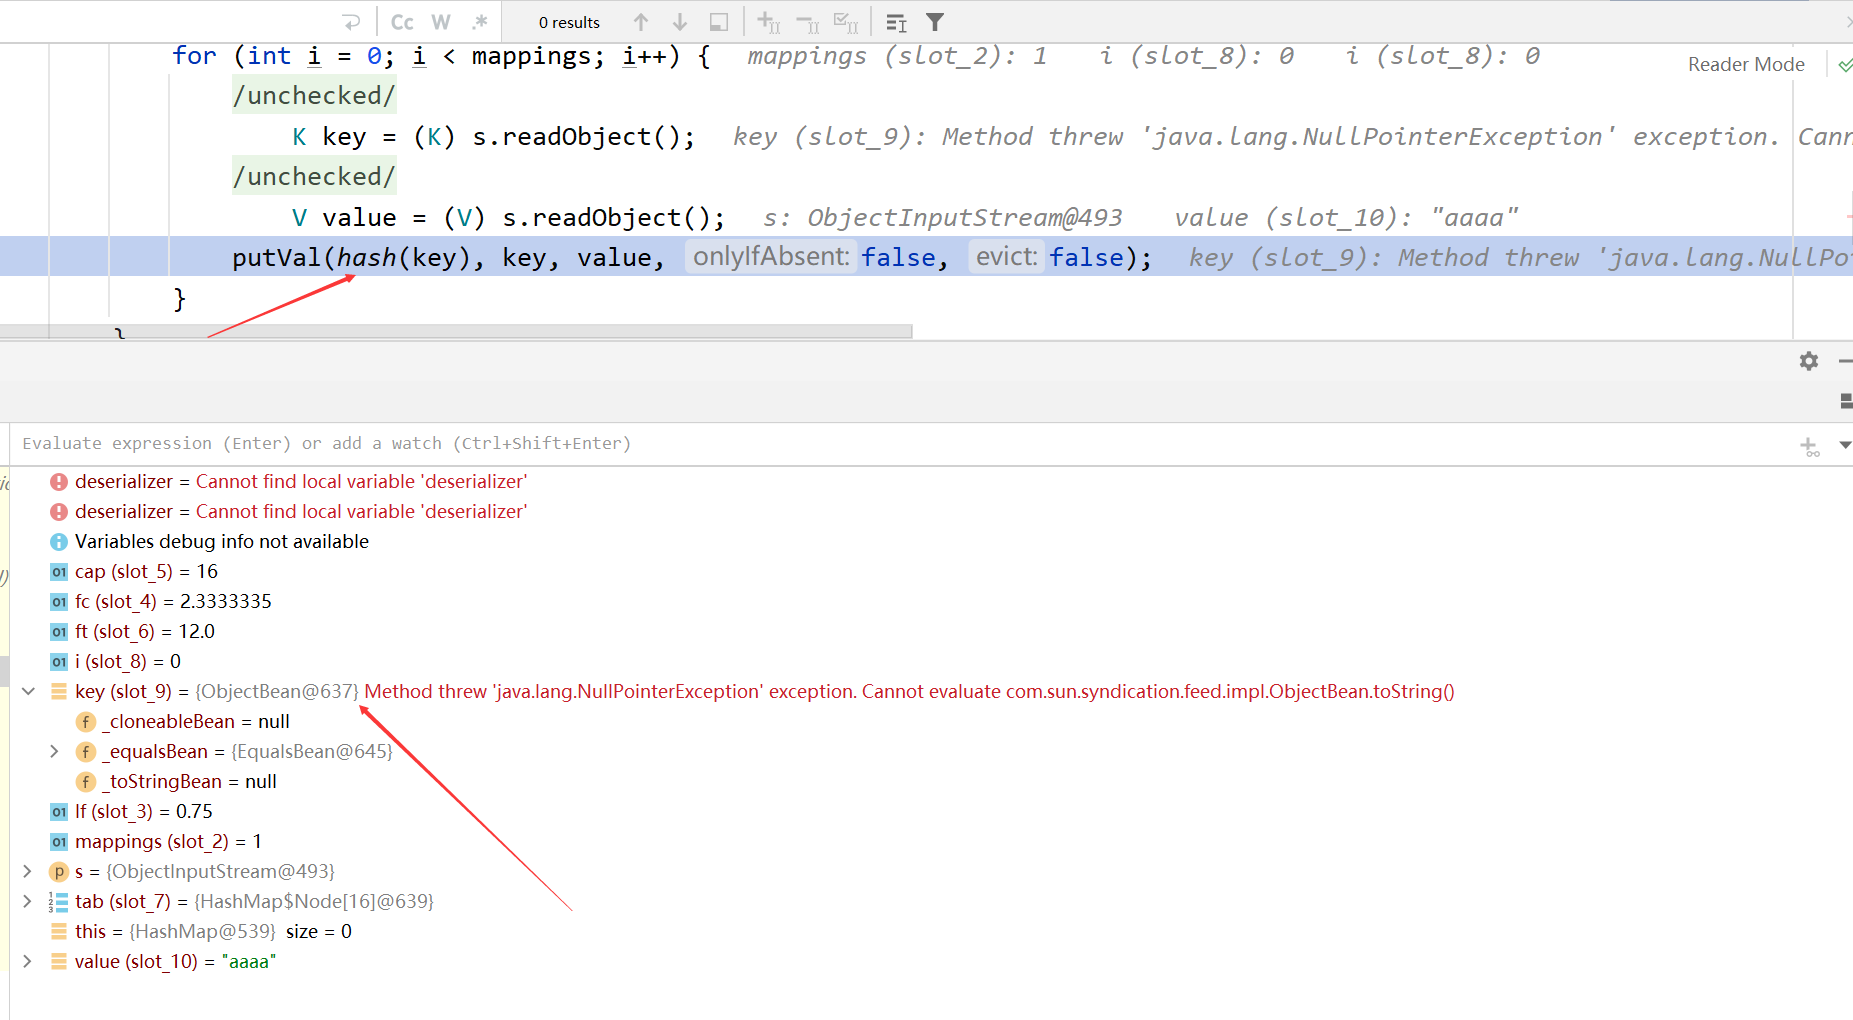 Cc W .* 0 results
for (int i = 0; i < mappings; i++) { mappings (slot_2): 1 i (slot_8): 0 i (slot_8): 0
Reader Mode
/unchecked/
K key = (K) s.readObject(); key (slot_9): Method threw 'java.lang.NullPointerException' exception. Cann
/unchecked/
V value = (V) s.readObject(); s: ObjectInputStream@493 value (slot_10): "aaaa"
putVal(hash(key), key, value, onlyIfAbsent: false, evict: false); key (slot_9): Method threw 'java.lang.NullPo
}
}
Evaluate expression (Enter) or add a watch (Ctrl+Shift+Enter)
deserializer = Cannot find local variable 'deserializer'
deserializer = Cannot find local variable 'deserializer'
Variables debug info not available
01 cap (slot_5) = 16
01 fc (slot_4) = 2.3333335
01 ft (slot_6) = 12.0
01 i (slot_8) = 0
key (slot_9) = {ObjectBean@637} Method threw 'java.lang.NullPointerException' exception. Cannot evaluate com.sun.syndication.feed.impl.ObjectBean.toString()
f _cloneableBean = null
f _equalsBean = {EqualsBean@645}
f _toStringBean = null
01 lf (slot_3) = 0.75
01 mappings (slot_2) = 1
p s = {ObjectInputStream@493}
tab (slot_7) = {HashMap$Node[16]@639}
this = {HashMap@539} size = 0
value (slot_10) = "aaaa"